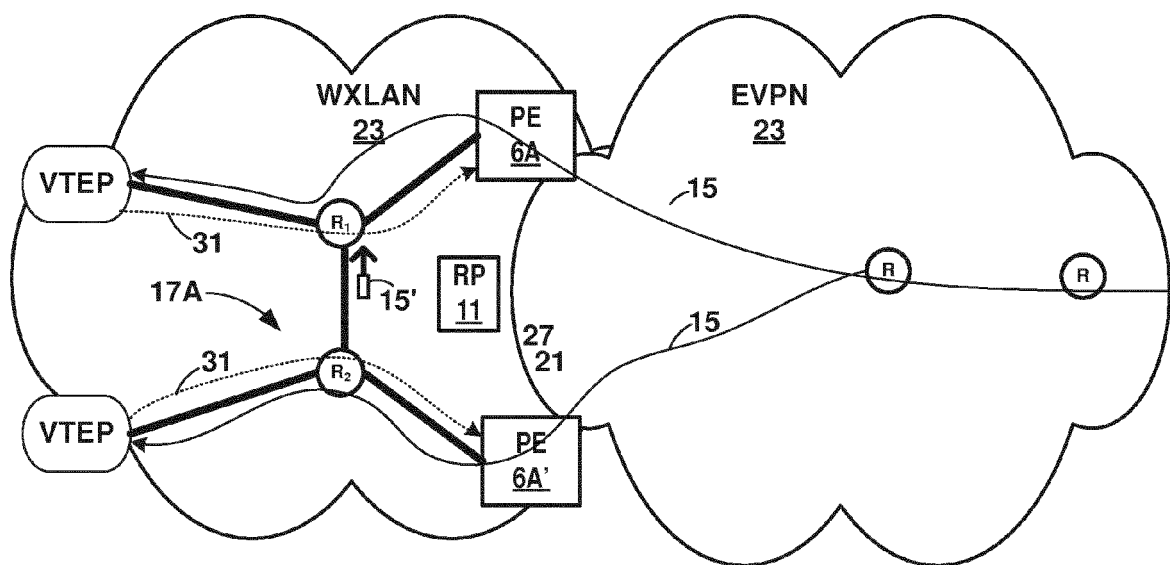 WXLAN
23
EVPN
23
PE
6A
VTEP
15
R1
31
R
R
RP
11
15'
17A
15
27
21
31
R2
VTEP
PE
6A'